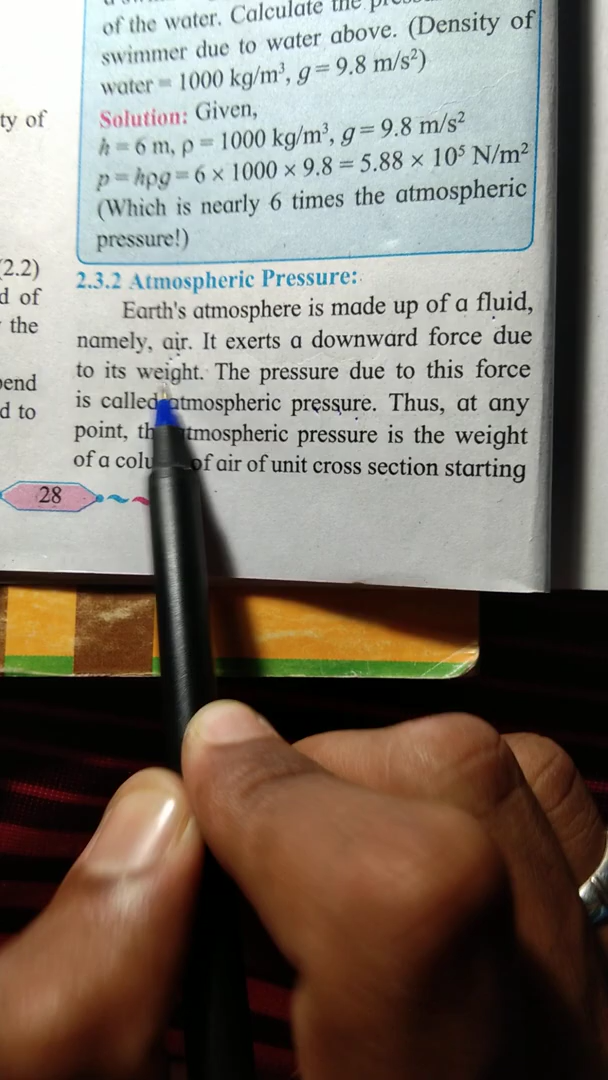 of the water. Calculate the
swimmer due to water above. (Density of
water = 1000 kg/m³, g = 9.8 m/s²)
Solution: Given,
h = 6 m, ρ = 1000 kg/m³, g = 9.8 m/s²
p = hρg = 6 × 1000 × 9.8 = 5.88 × 10⁵ N/m²
(Which is nearly 6 times the atmospheric
pressure!)
2.3.2 Atmospheric Pressure:
Earth's atmosphere is made up of a fluid,
namely, air. It exerts a downward force due
to its weight. The pressure due to this force
is called atmospheric pressure. Thus, at any
point, atmospheric pressure is the weight
of a of air of unit cross section starting
28
ty of
(2.2)
d of
the
pend
d to